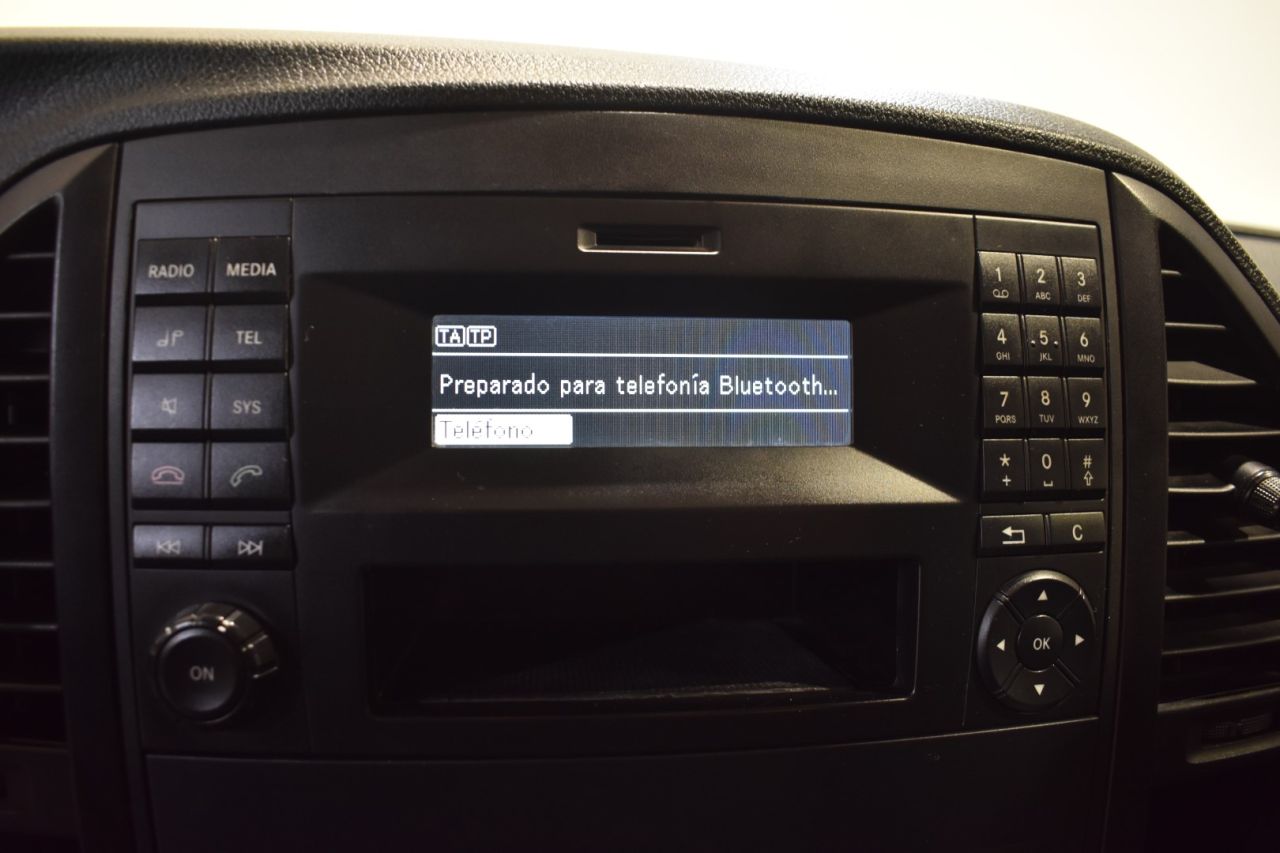 RADIO MEDIA
TEL
SYS
ON
TA TP
Preparado para telefonía Bluetooth...
Teléfono
1 2 ABC 3 DEF
4 GHI 5 JKL 6 MNO
7 PQRS 8 TUV 9 WXYZ
* + 0 #
C
OK